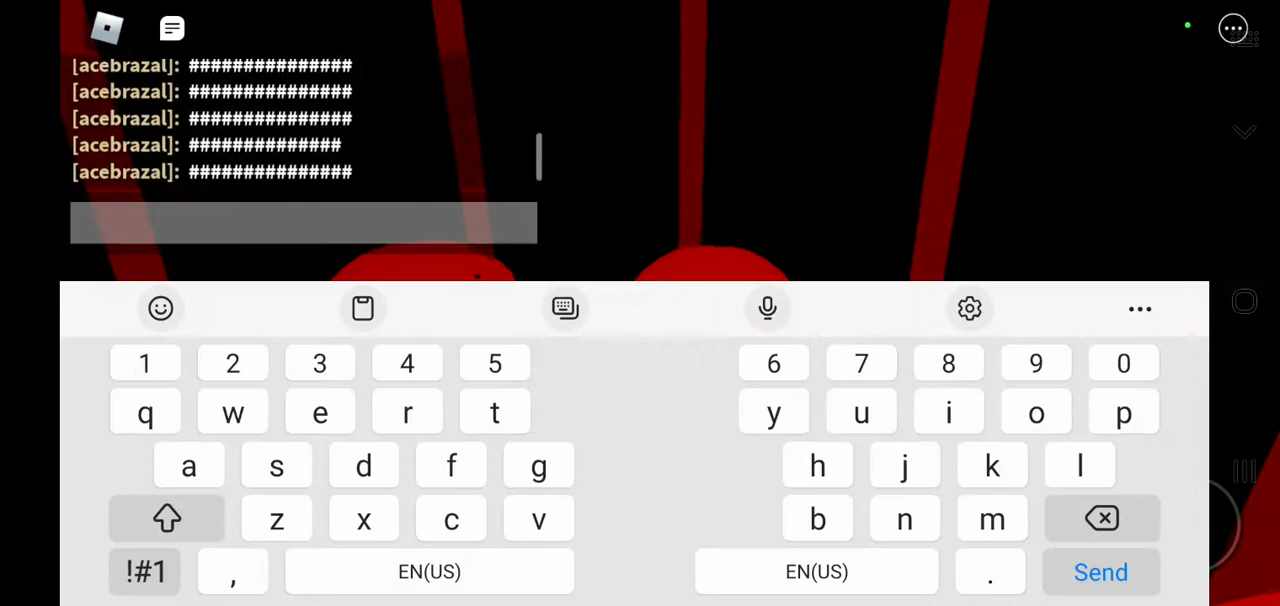 [acebrazal]: ###############
[acebrazal]: ###############
[acebrazal]: ###############
[acebrazal]: ##############
[acebrazal]: ###############
1 2 3 4 5 6 7 8 9 0
q w e r t y u i o p
a s d f g h j k l
z x c v b n m
!#1 , EN(US) EN(US) . Send